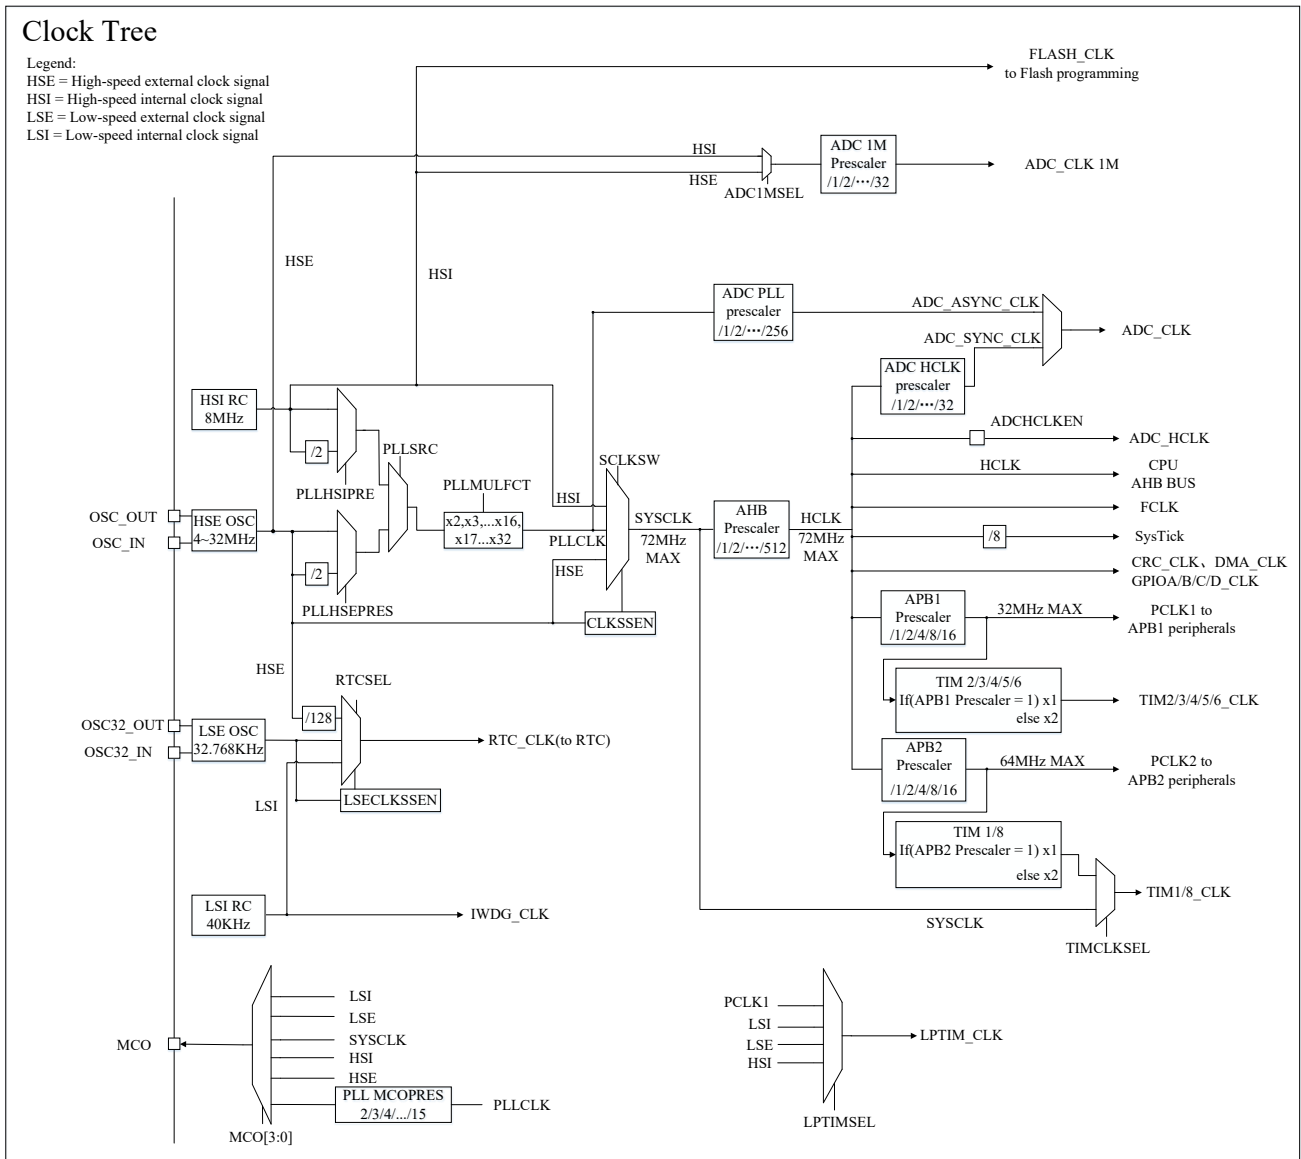 Clock Tree
Legend:
HSE = High-speed external clock signal
HSI = High-speed internal clock signal
LSE = Low-speed external clock signal
LSI = Low-speed internal clock signal
FLASH_CLK
to Flash programming
HSI
HSE
ADC1MSEL
ADC 1M
Prescaler
/1/2/···/32
ADC_CLK 1M
HSE
HSI
ADC PLL
prescaler
/1/2/···/256
ADC_ASYNC_CLK
ADC_SYNC_CLK
ADC_CLK
ADC HCLK
prescaler
/1/2/···/32
HSI RC
8MHz
/2
PLLHSIPRE
PLLSRC
PLLMULFCT
x2,x3,...x16,
x17...x32
SCLKSW
HSI
PLLCLK
HSE
SYSCLK
72MHz
MAX
AHB
Prescaler
/1/2/···/512
HCLK
72MHz
MAX
ADCHCLKEN
ADC_HCLK
HCLK
CPU
AHB BUS
FCLK
/8
SysTick
CRC_CLK、DMA_CLK
GPIOA/B/C/D_CLK
OSC_OUT
OSC_IN
HSE OSC
4~32MHz
/2
PLLHSEPRES
CLKSSEN
APB1
Prescaler
/1/2/4/8/16
32MHz MAX
PCLK1 to
APB1 peripherals
TIM 2/3/4/5/6
If(APB1 Prescaler = 1) x1
else x2
TIM2/3/4/5/6_CLK
HSE
RTCSEL
/128
OSC32_OUT
OSC32_IN
LSE OSC
32.768KHz
RTC_CLK(to RTC)
LSI
LSECLKSSEN
APB2
Prescaler
/1/2/4/8/16
64MHz MAX
PCLK2 to
APB2 peripherals
TIM 1/8
If(APB2 Prescaler = 1) x1
else x2
TIM1/8_CLK
SYSCLK
TIMCLKSEL
LSI RC
40KHz
IWDG_CLK
MCO
LSI
LSE
SYSCLK
HSI
HSE
PLL MCOPRES
2/3/4/.../15
PLLCLK
MCO[3:0]
PCLK1
LSI
LSE
HSI
LPTIM_CLK
LPTIMSEL